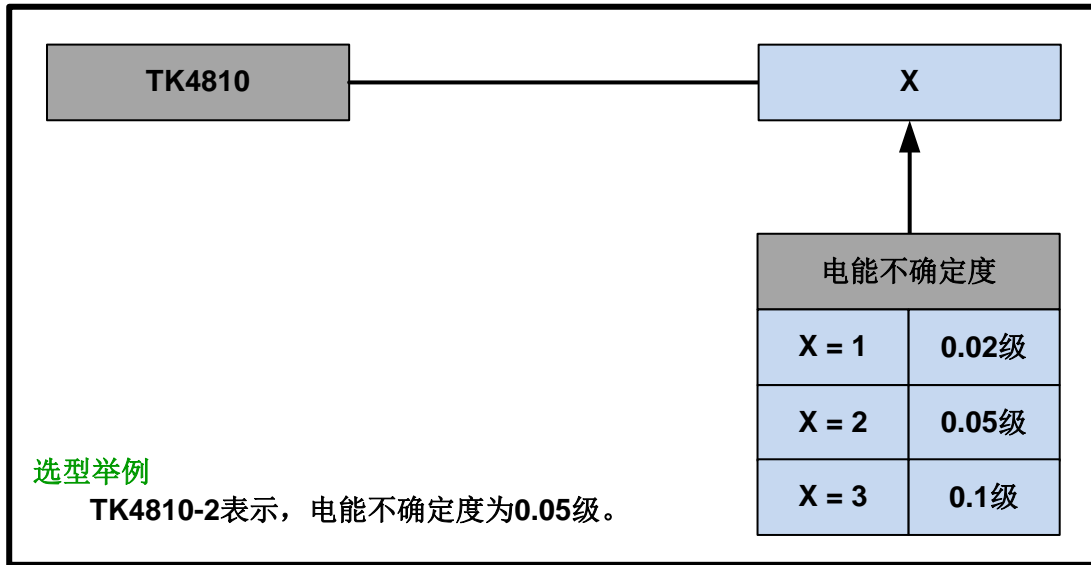 TK4810
X
电能不确定度
X = 1
0.02级
X = 2
0.05级
X = 3
0.1级
选型举例
TK4810-2表示，电能不确定度为0.05级。